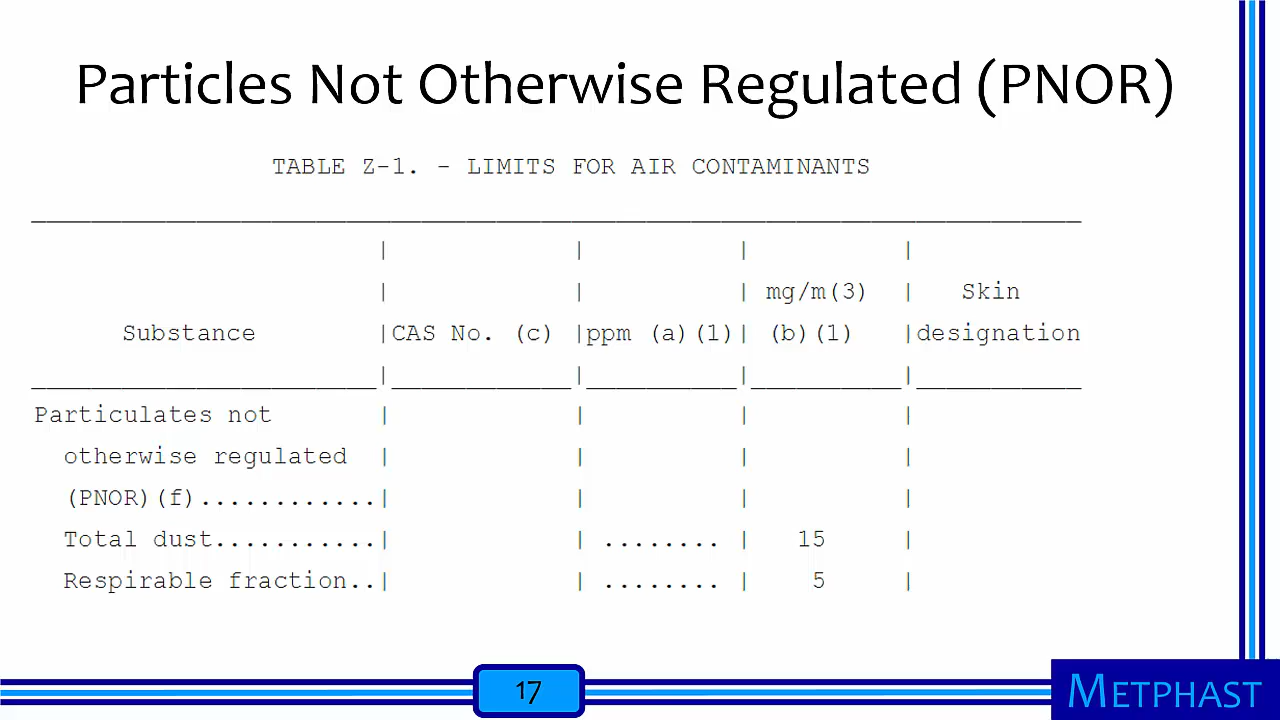 Particles Not Otherwise Regulated (PNOR)
TABLE Z-1. - LIMITS FOR AIR CONTAMINANTS
mg/m(3) | Skin
Substance |CAS No. (c) |ppm (a)(1)| (b)(1) |designation
Particulates not
otherwise regulated
(PNOR)(f)............|
Total dust...........| | ........ | 15 |
Respirable fraction..| | ........ | 5 |
17
METPHAST